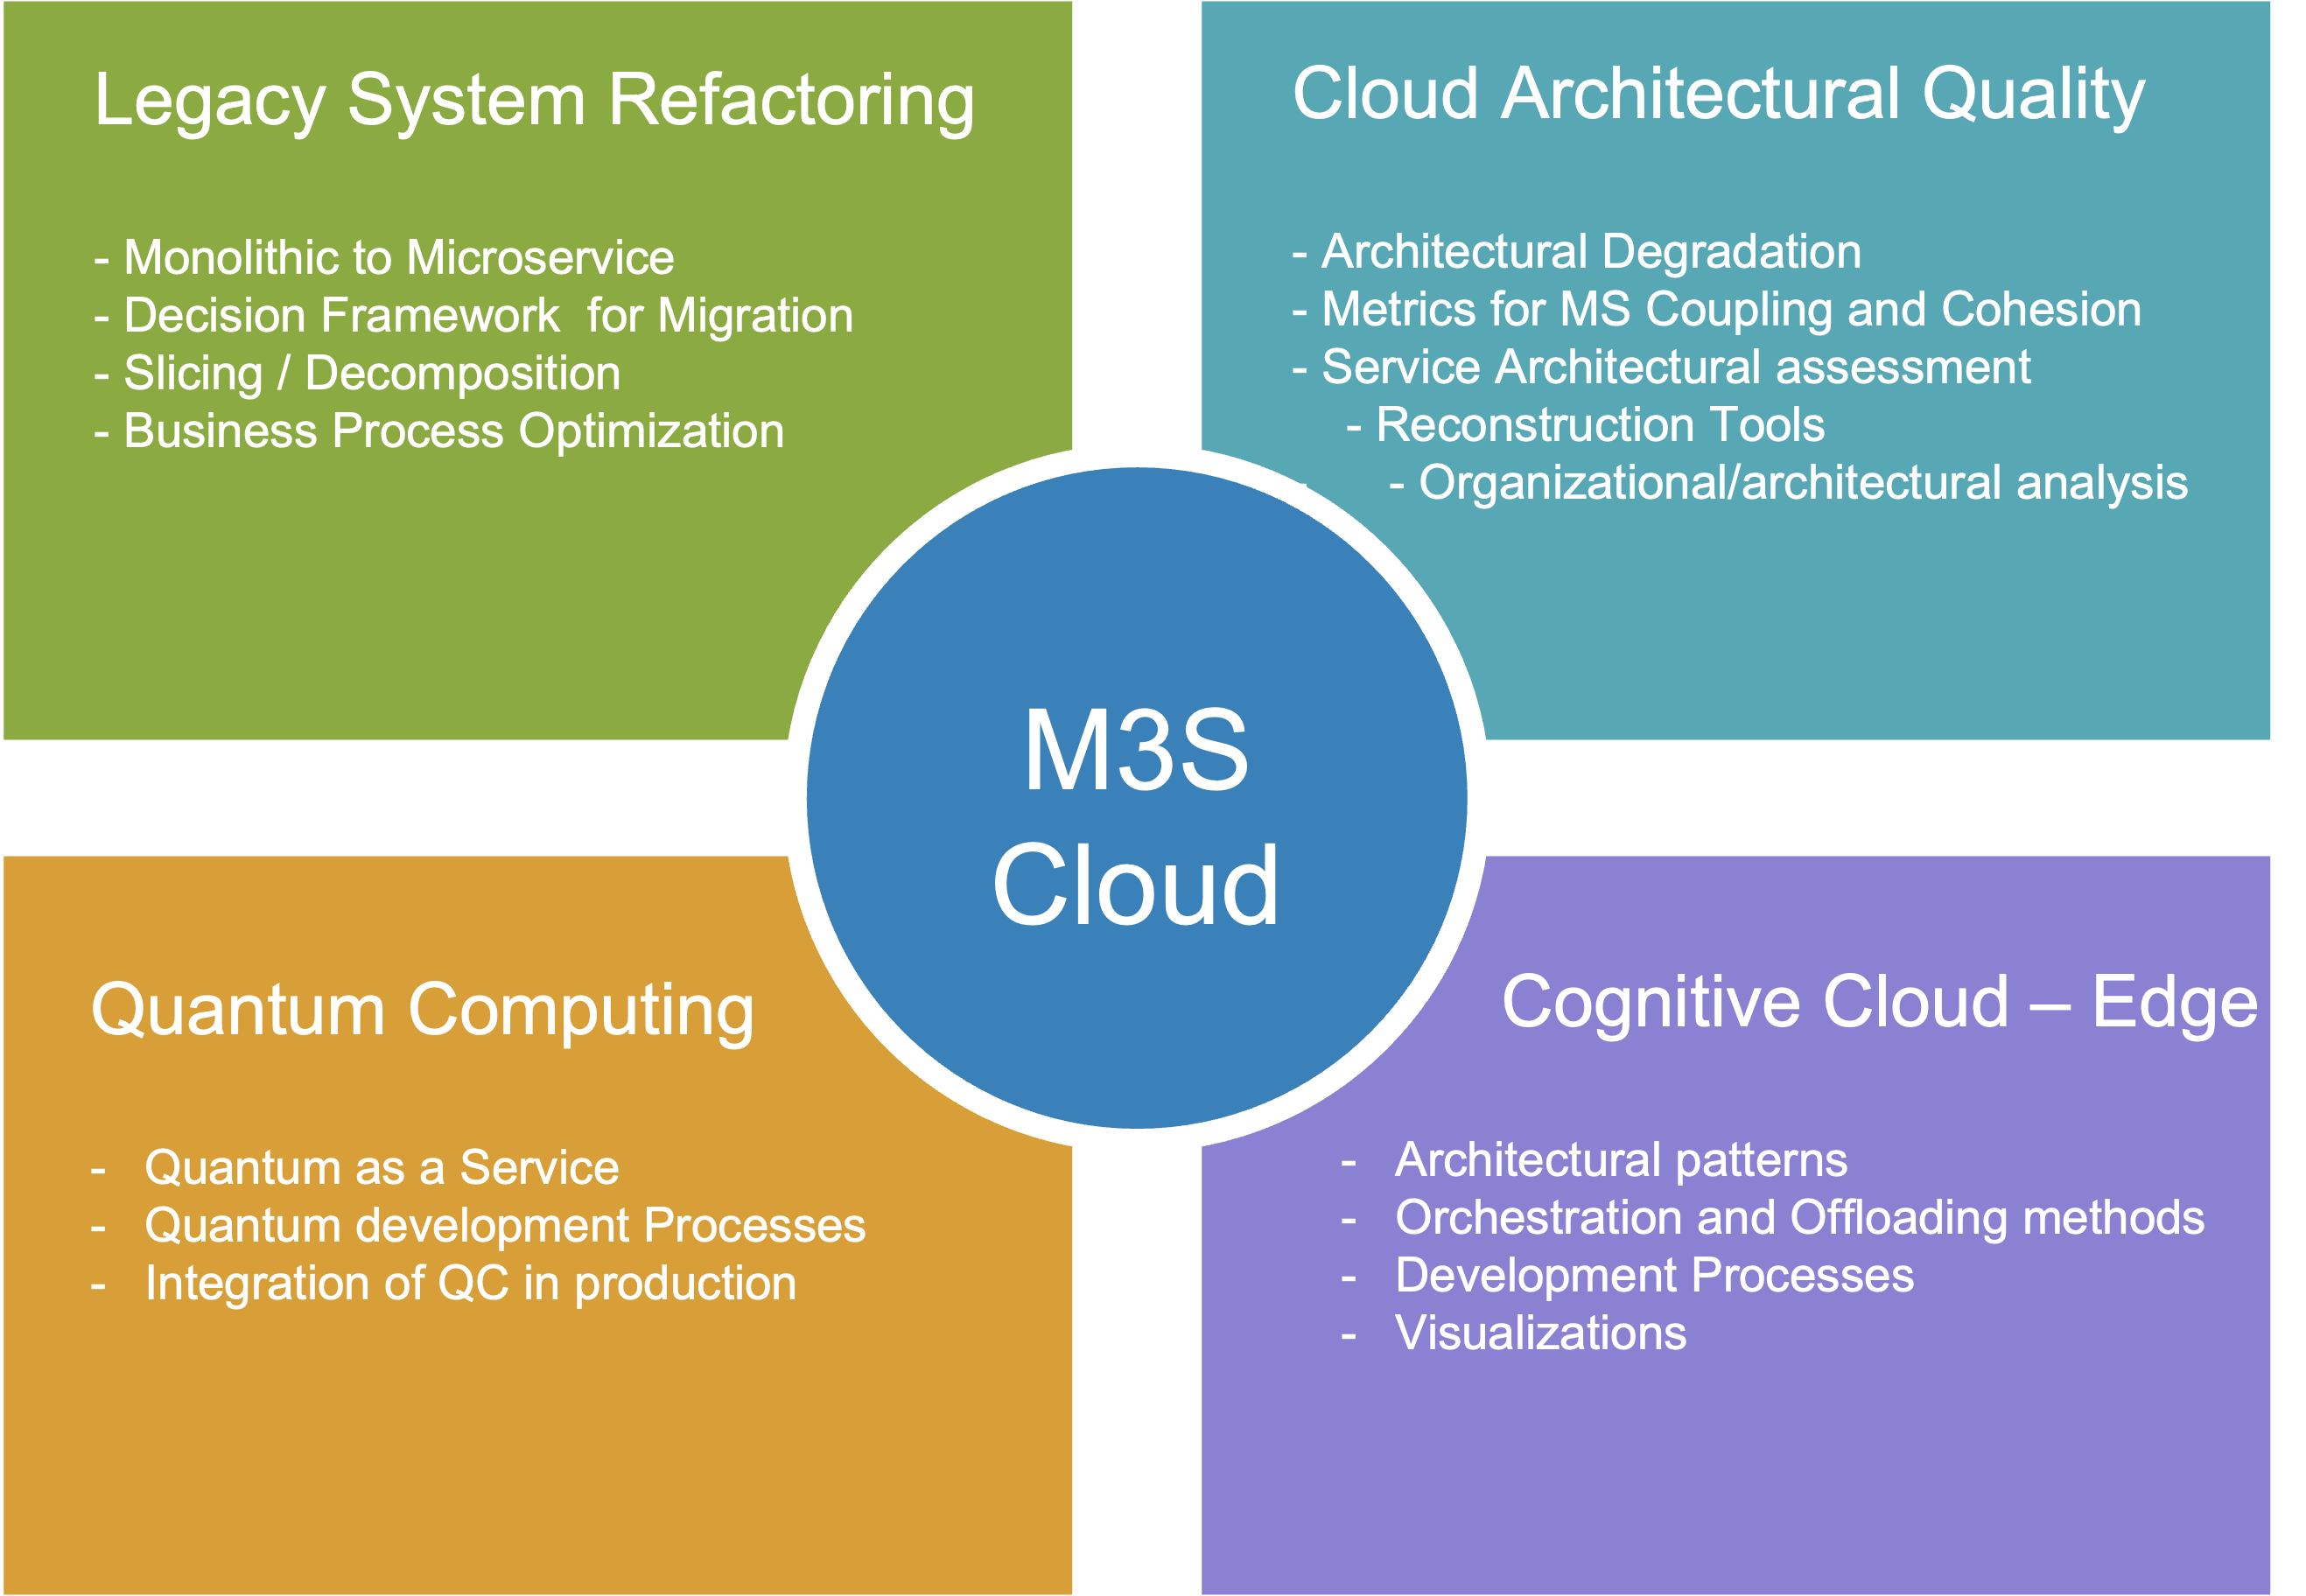 Legacy System Refactoring
- Monolithic to Microservice
- Decision Framework for Migration
- Slicing / Decomposition
- Business Process Optimization
Cloud Architectural Quality
- Architectural Degradation
- Metrics for MS Coupling and Cohesion
- Service Architectural assessment
- Reconstruction Tools
- - Organizational/architectural analysis
M3S
Cloud
Quantum Computing
- Quantum as a Service
- Quantum development Processes
- Integration of QC in production
Cognitive Cloud – Edge
- Architectural patterns
- Orchestration and Offloading methods
- Development Processes
- Visualizations